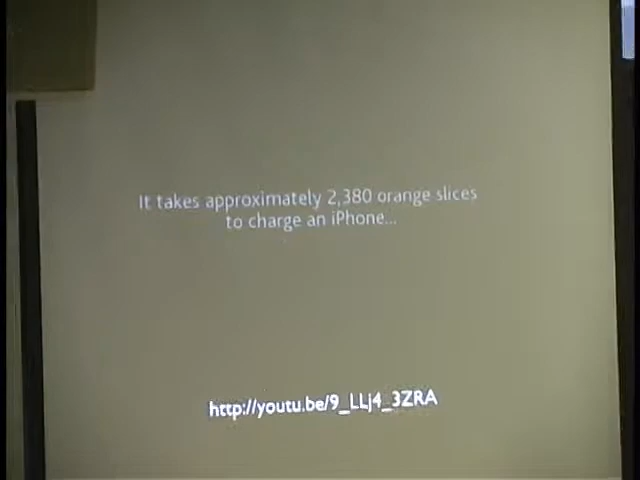 It takes approximately 2,380 orange slices
to charge an iPhone...
http://youtu.be/9_LLj4_3ZRA